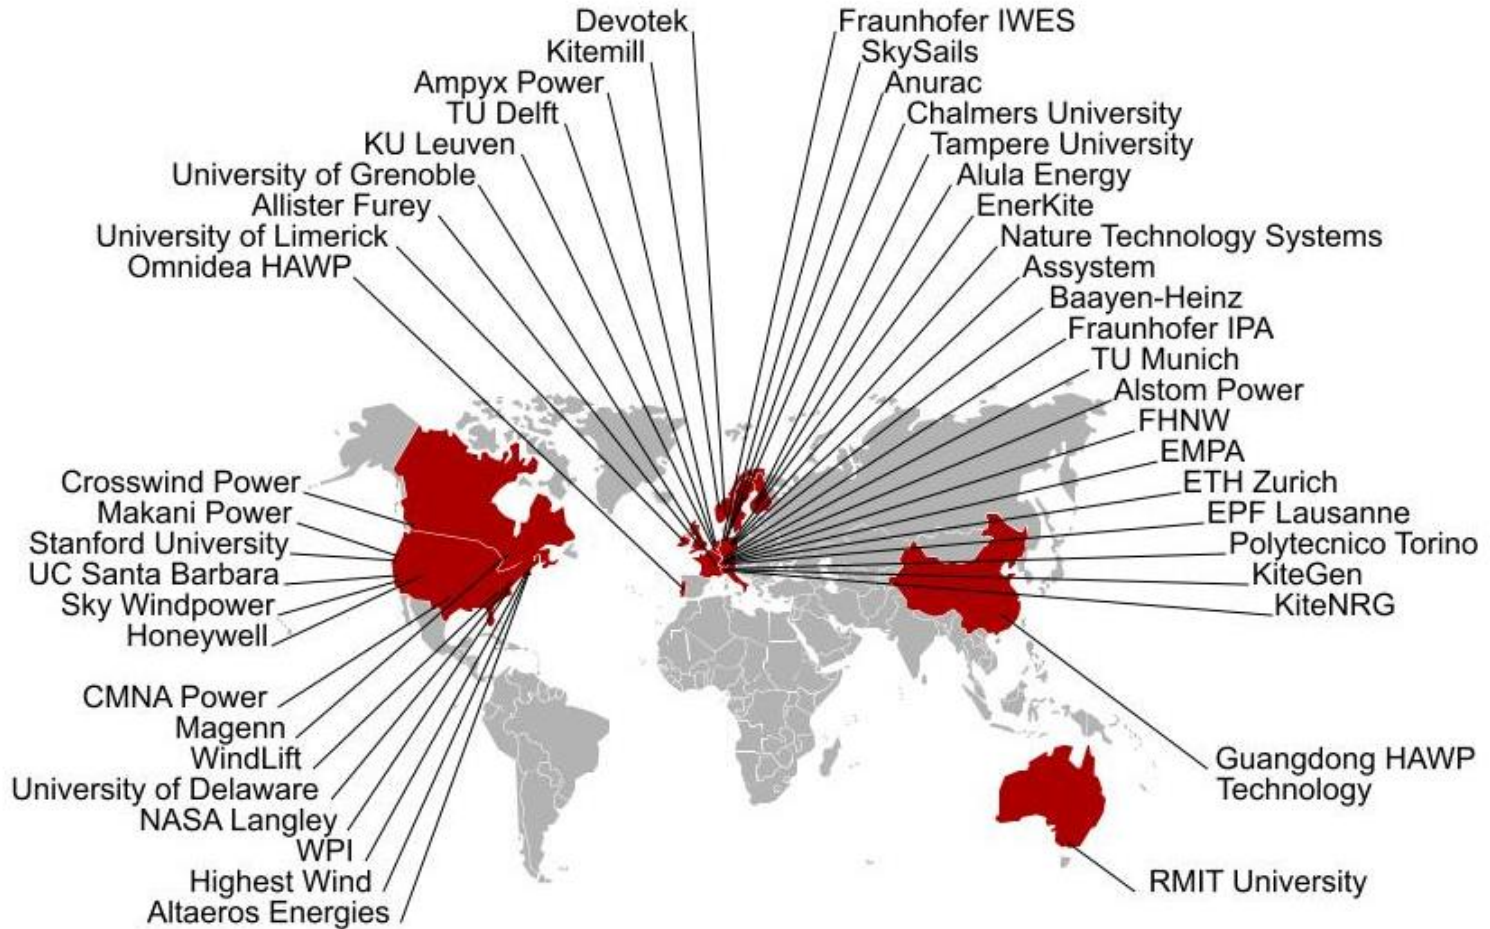 Devotek
Kitemill
Ampyx Power
TU Delft
KU Leuven
University of Grenoble
Allister Furey
University of Limerick
Omnidea HAWP
Fraunhofer IWES
SkySails
Anurac
Chalmers University
Tampere University
Alula Energy
EnerKite
Nature Technology Systems
Assystem
Baayen-Heinz
Fraunhofer IPA
TU Munich
Alstom Power
FHNW
EMPA
ETH Zurich
EPF Lausanne
Polytecnico Torino
KiteGen
KiteNRG
Crosswind Power
Makani Power
Stanford University
UC Santa Barbara
Sky Windpower
Honeywell
CMNA Power
Magenn
WindLift
University of Delaware
NASA Langley
WPI
Highest Wind
Altaeros Energies
Guangdong HAWP
Technology
RMIT University